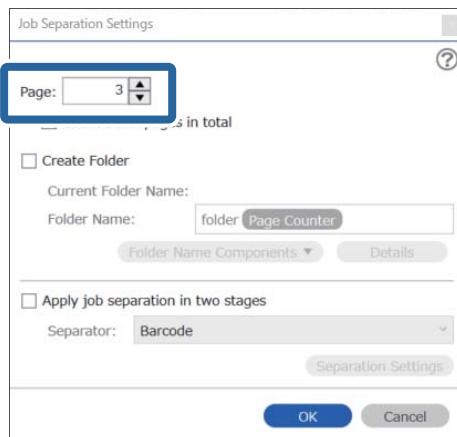 Job Separation Settings
?
Page: 3
pages in total
Create Folder
Current Folder Name:
Folder Name: folder Page Counter
Folder Name Components ▼ Details
Apply job separation in two stages
Separator: Barcode
Separation Settings
OK Cancel